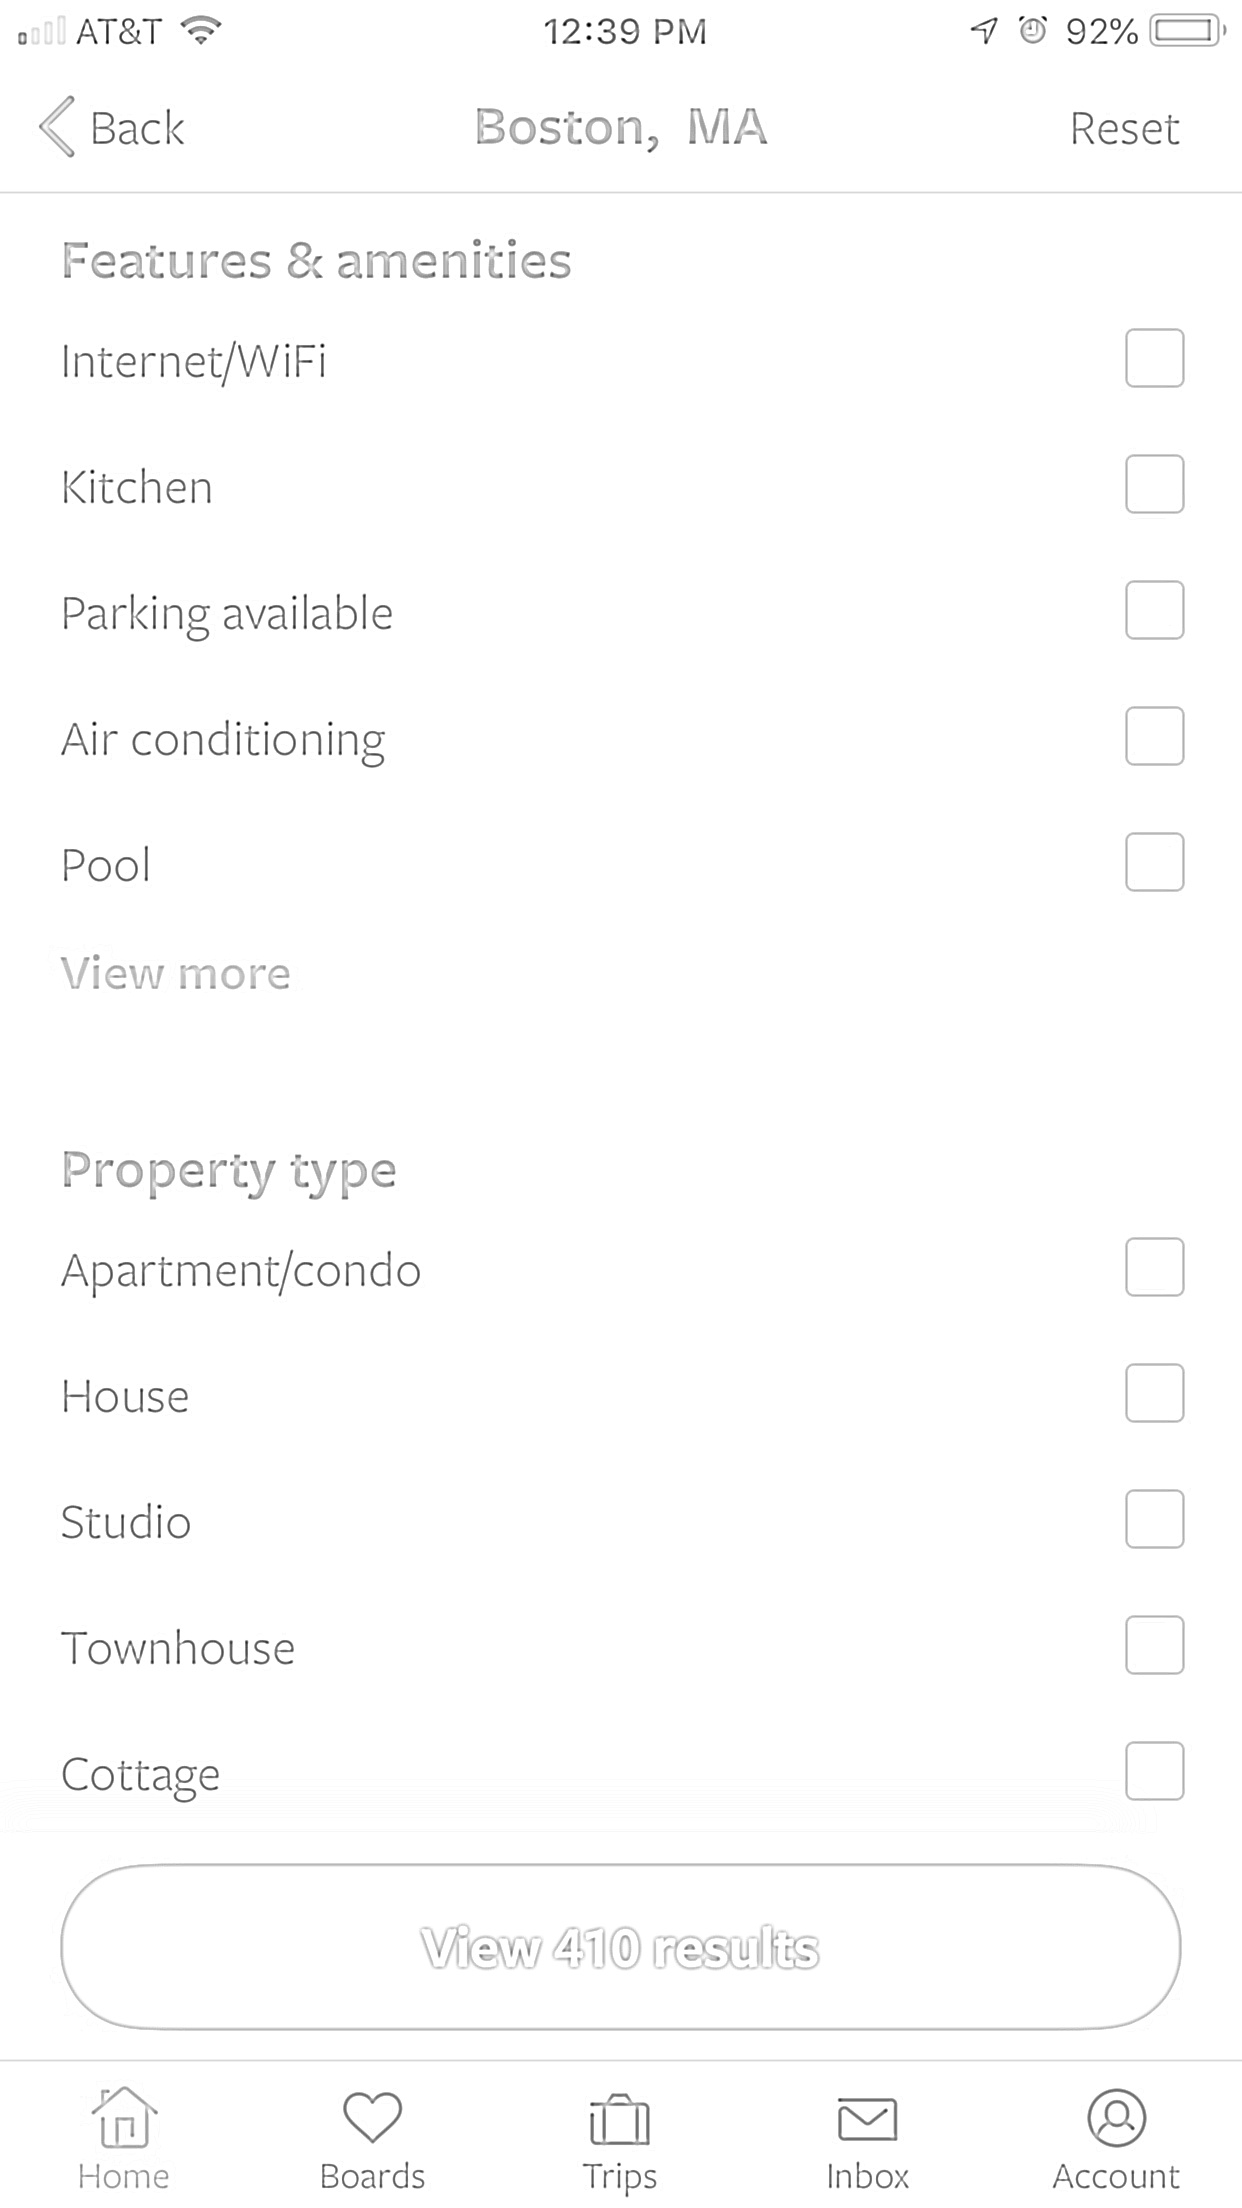 AT&T 12:39 PM 92%
Back Boston, MA Reset
Features & amenities
Internet/WiFi
Kitchen
Parking available
Air conditioning
Pool
View more
Property type
Apartment/condo
House
Studio
Townhouse
Cottage
View 410 results
Home Boards Trips Inbox Account